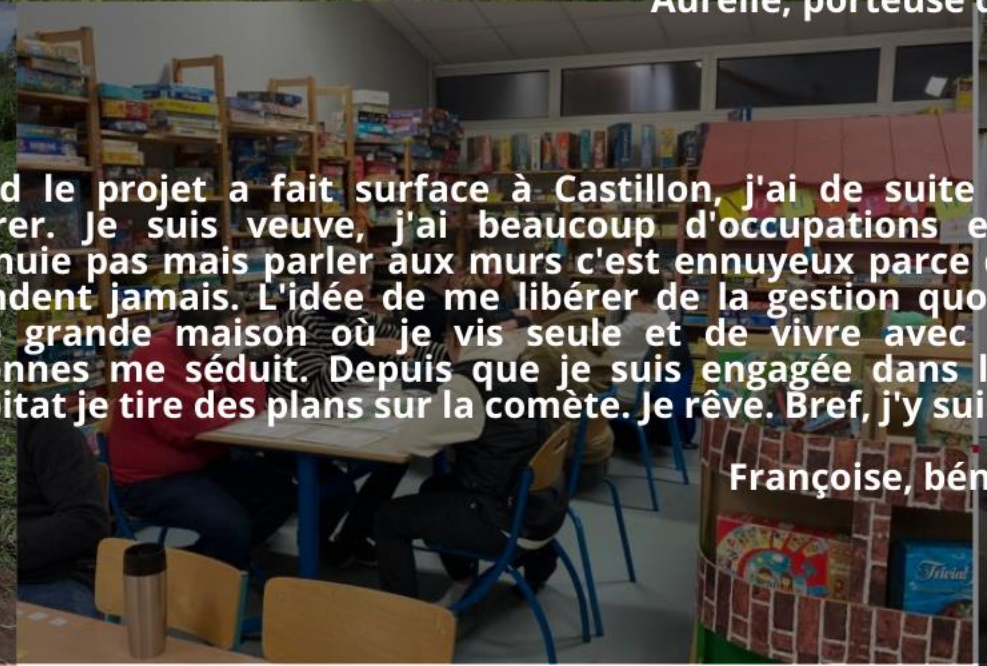 Aurélie, porteuse d
d le projet a fait surface à Castillon, j'ai de suite
rer. Je suis veuve, j'ai beaucoup d'occupations e
nuie pas mais parler aux murs c'est ennuyeux parce
ndent jamais. L'idée de me libérer de la gestion quo
grande maison où je vis seule et de vivre avec
onnes me séduit. Depuis que je suis engagée dans l
bitat je tire des plans sur la comète. Je rêve. Bref, j'y sui
Françoise, bén
Trivial